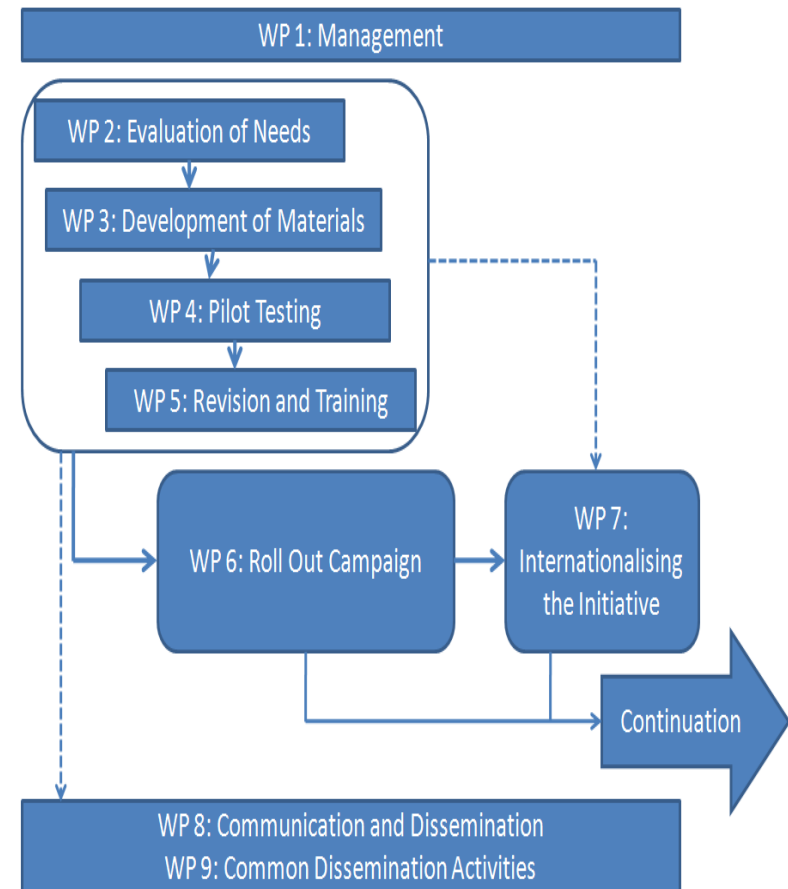 WP 1: Management
WP 2: Evaluation of Needs
WP 3: Development of Materials
WP 4: Pilot Testing
WP 5: Revision and Training
WP 6: Roll Out Campaign
WP 7:
Internationalising
the Initiative
Continuation
WP 8: Communication and Dissemination
WP 9: Common Dissemination Activities